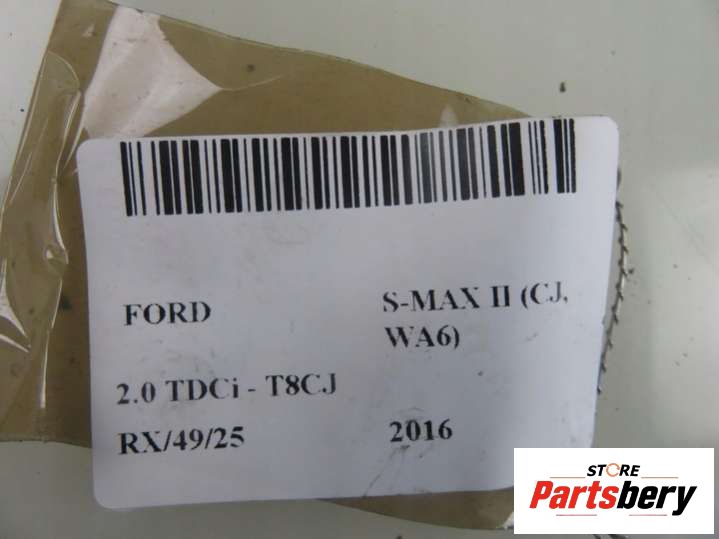 FORD
S-MAX II (CJ,
WA6)
2.0 TDCi - T8CJ
RX/49/25
2016
STORE
Partsbery